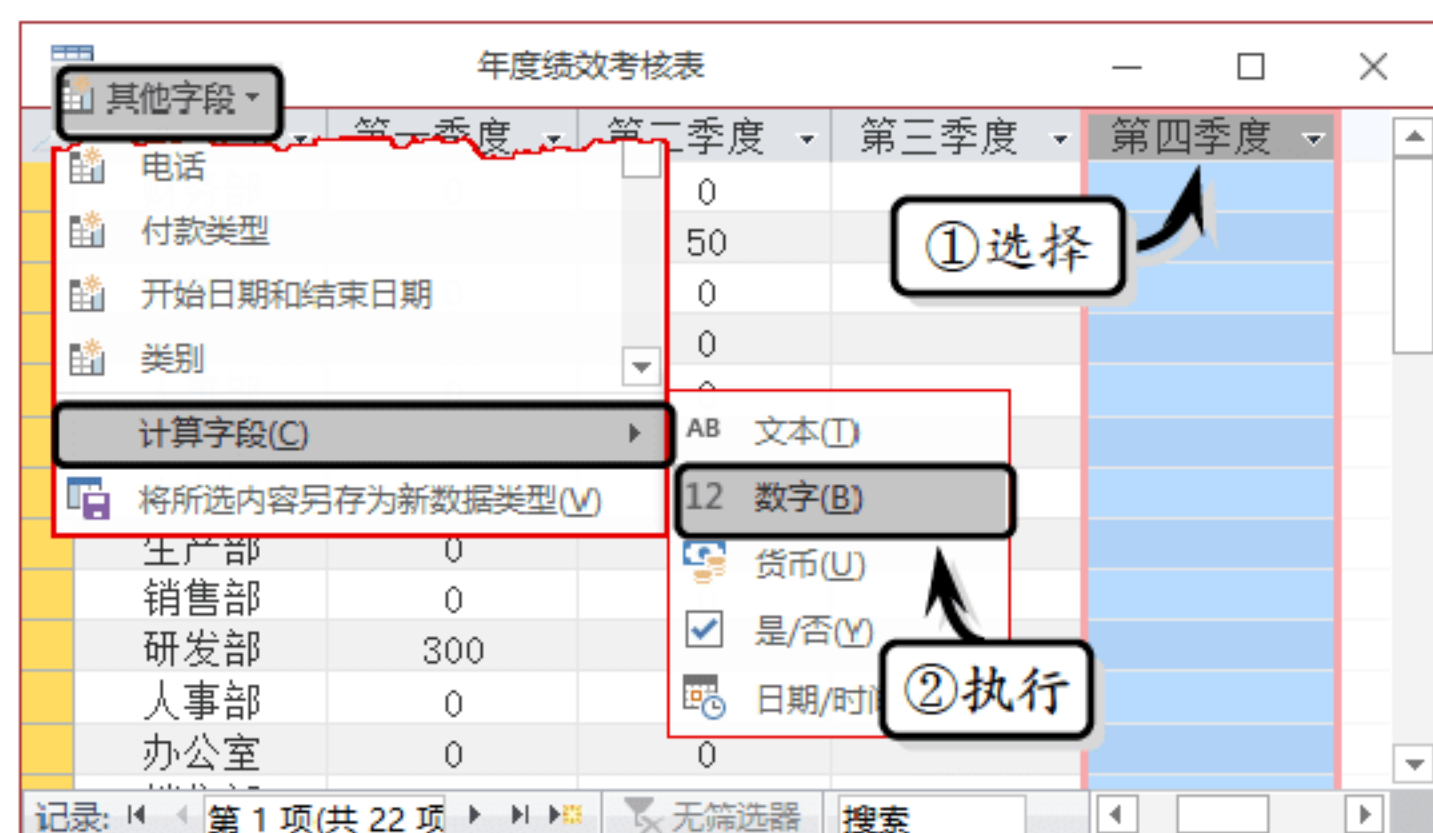 年度绩效考核表
其他字段
第一季度 第二季度 第三季度 第四季度
电话
0
付款类型
50
①选择
开始日期和结束日期
0
类别
0
计算字段(C)
AB 文本(T)
将所选内容另存为新数据类型(V)
12 数字(B)
生产部 0
货币(U)
销售部 0
是/否(Y)
研发部 300
②执行
人事部 0
日期/时间
办公室 0 0
记录: 第 1 项(共 22 项 无筛选器 搜索